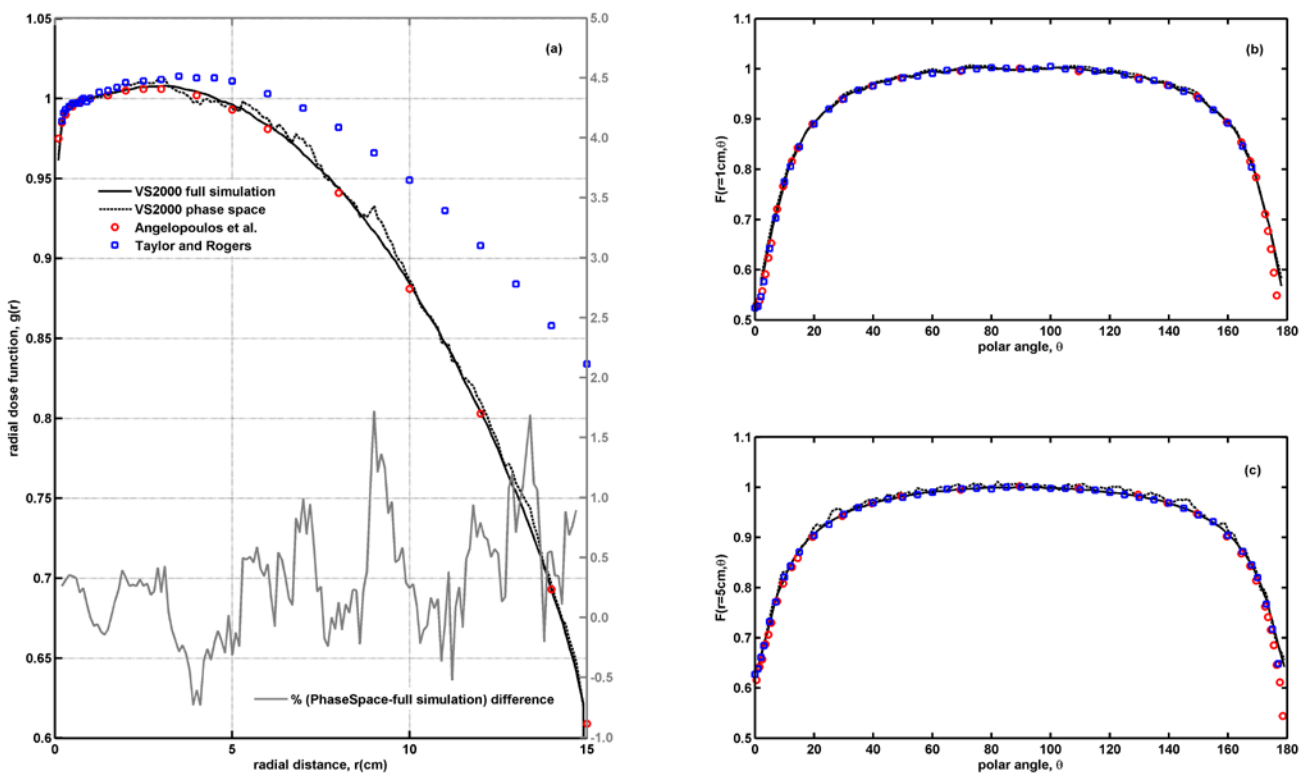 (a)
1.05
1
0.95
0.9
0.85
0.8
0.75
0.7
0.65
0.6
radial dose function, g(r)
VS2000 full simulation
VS2000 phase space
Angelopoulos et al.
Taylor and Rogers
% (PhaseSpace-full simulation) difference
5.0
4.5
4.0
3.5
3.0
2.5
2.0
1.5
1.0
0.5
0.0
-0.5
-1.0
0 5 10 15
radial distance, r(cm)
(b)
1.1
1
0.9
0.8
0.7
0.6
0.5
F(r=1cm,θ)
0 20 40 60 80 100 120 140 160 180
polar angle, θ
(c)
1.1
1
0.9
0.8
0.7
0.6
0.5
F(r=5cm,θ)
0 20 40 60 80 100 120 140 160 180
polar angle, θ